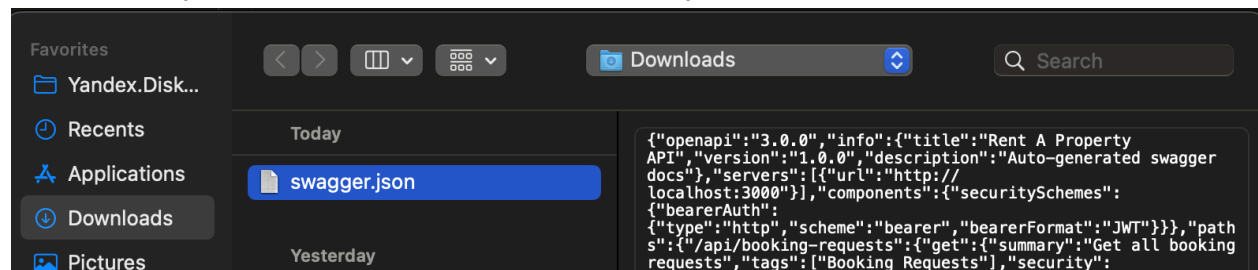 Favorites
Yandex.Disk...
Recents
Applications
Downloads
Pictures
Downloads
Search
Today
swagger.json
Yesterday
{"openapi":"3.0.0","info":{"title":"Rent A Property
API","version":"1.0.0","description":"Auto-generated swagger
docs"},"servers":[{"url":"http://
localhost:3000"}],"components":{"securitySchemes":
{"bearerAuth":
{"type":"http","scheme":"bearer","bearerFormat":"JWT"}}},"path
s":{"/api/booking-requests":{"get":{"summary":"Get all booking
requests","tags":["Booking Requests"],"security":